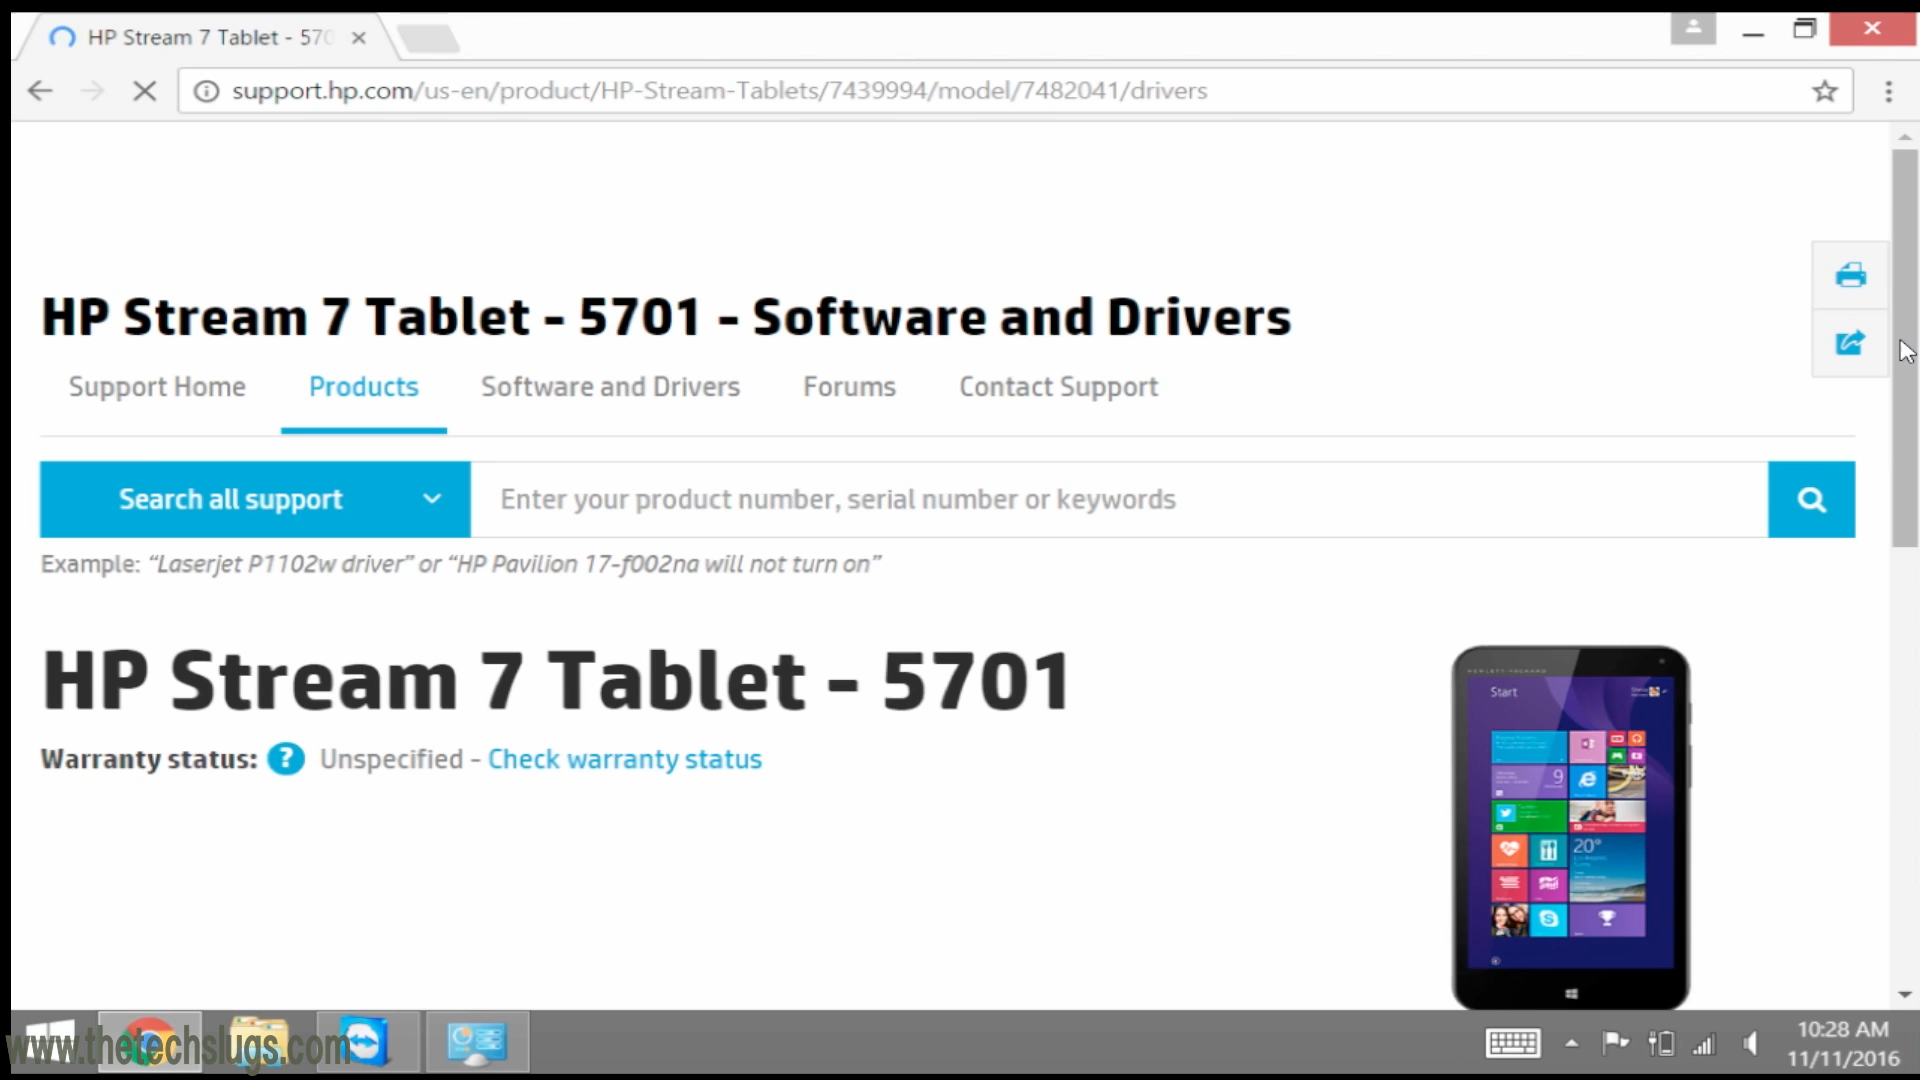 HP Stream 7 Tablet - 570
support.hp.com/us-en/product/HP-Stream-Tablets/7439994/model/7482041/drivers
HP Stream 7 Tablet - 5701 - Software and Drivers
Support Home
Products
Software and Drivers
Forums
Contact Support
Search all support
Enter your product number, serial number or keywords
Example: “Laserjet P1102w driver” or “HP Pavilion 17-f002na will not turn on”
HP Stream 7 Tablet - 5701
Warranty status: ? Unspecified - Check warranty status
HEWLETT-PACKARD
Start
9
20°
www.thetechslugs.com
10:28 AM
11/11/2016